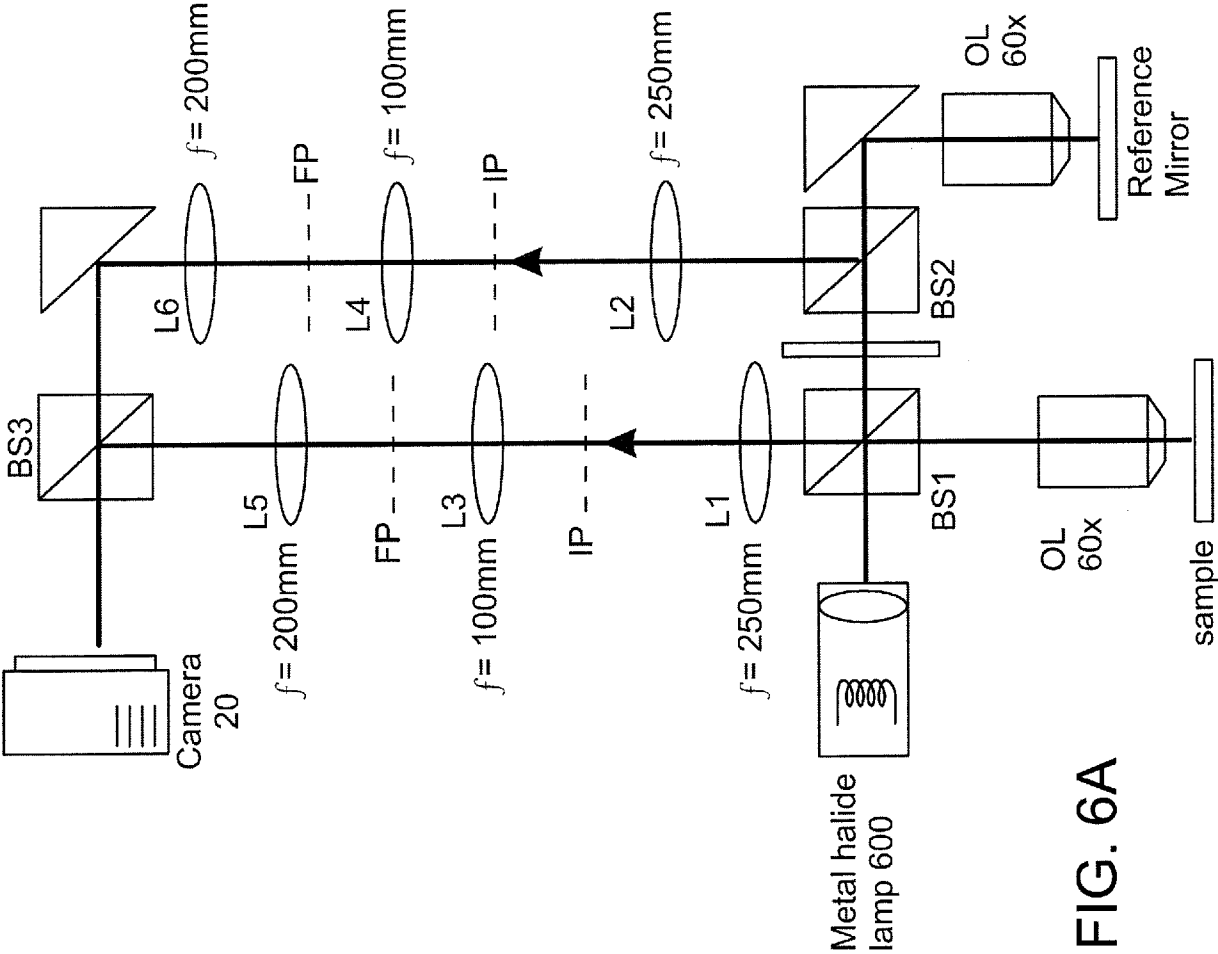 f = 200mm
L6
FP
f = 100mm
L4
IP
f = 250mm
L2
OL
60x
Reference
Mirror
BS2
BS3
L5
f = 200mm
FP
L3
f = 100mm
IP
L1
f = 250mm
BS1
OL
60x
sample
Camera
20
Metal halide
lamp 600
FIG. 6A